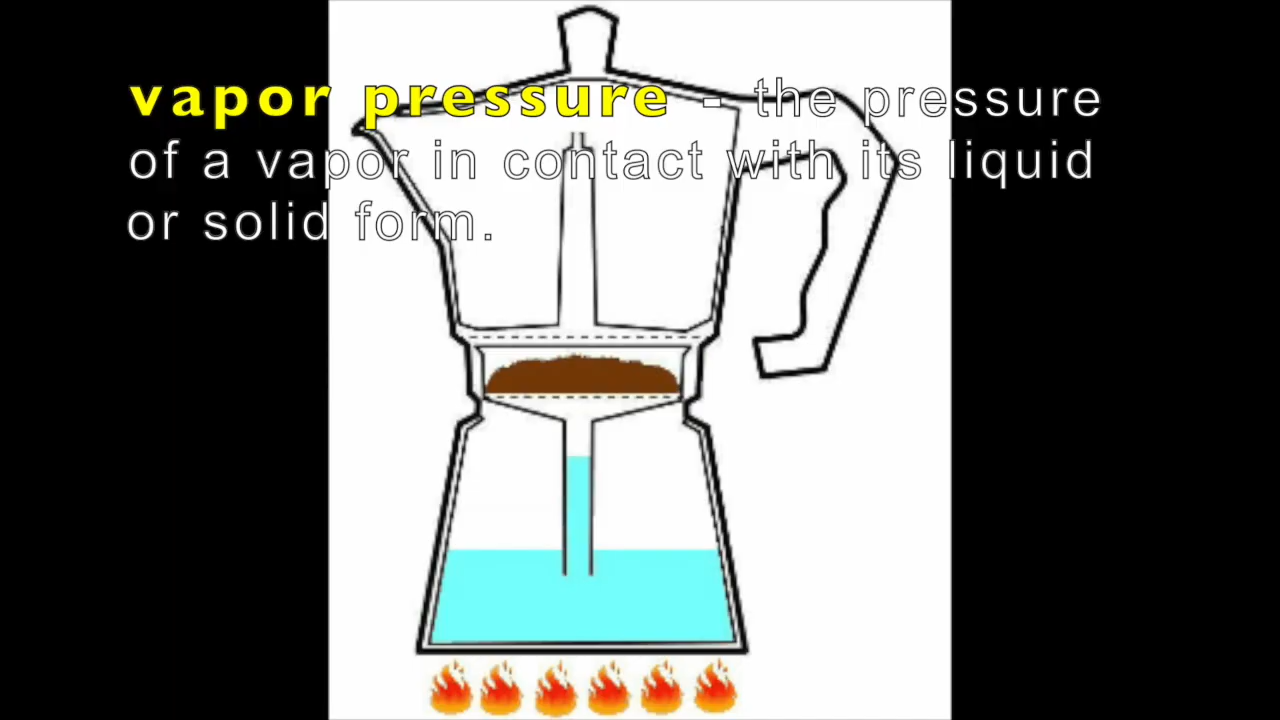 vapor pressure - the pressure
of a vapor in contact with its liquid
or solid form.